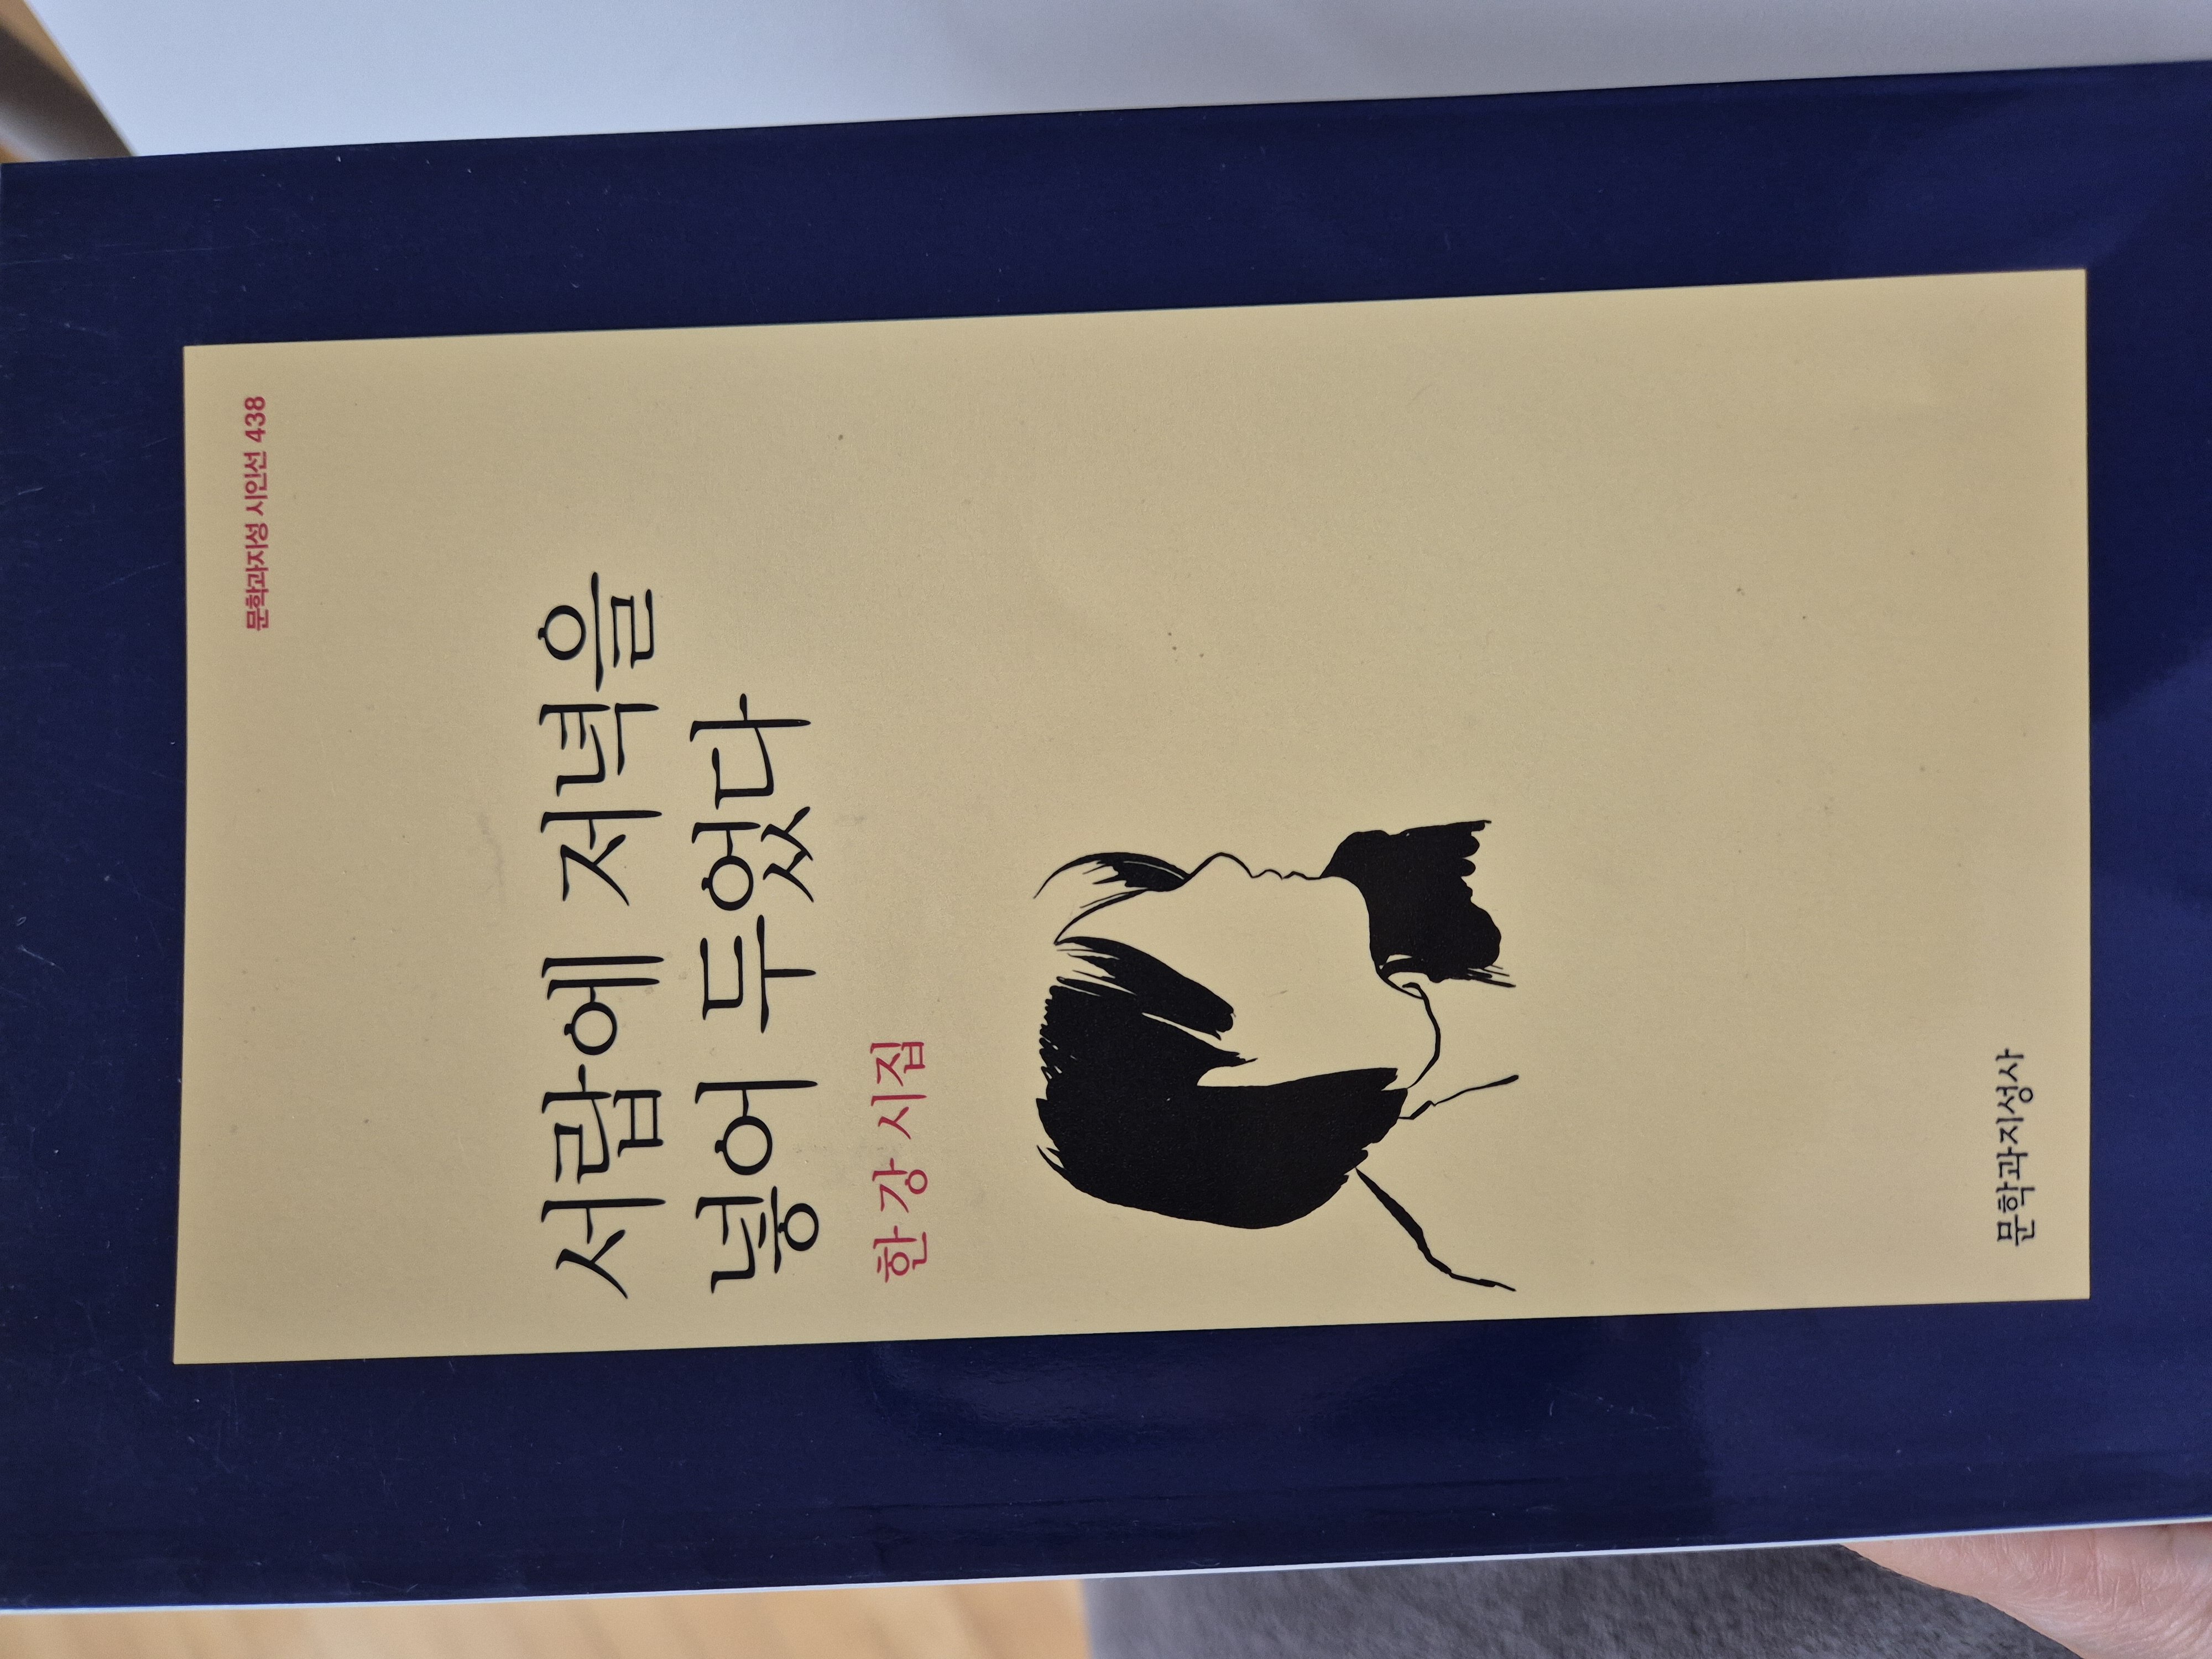 문학과지성 시인선 438
서랍에 저녁을
넣어 두었다
한강 시집
문학과지성사